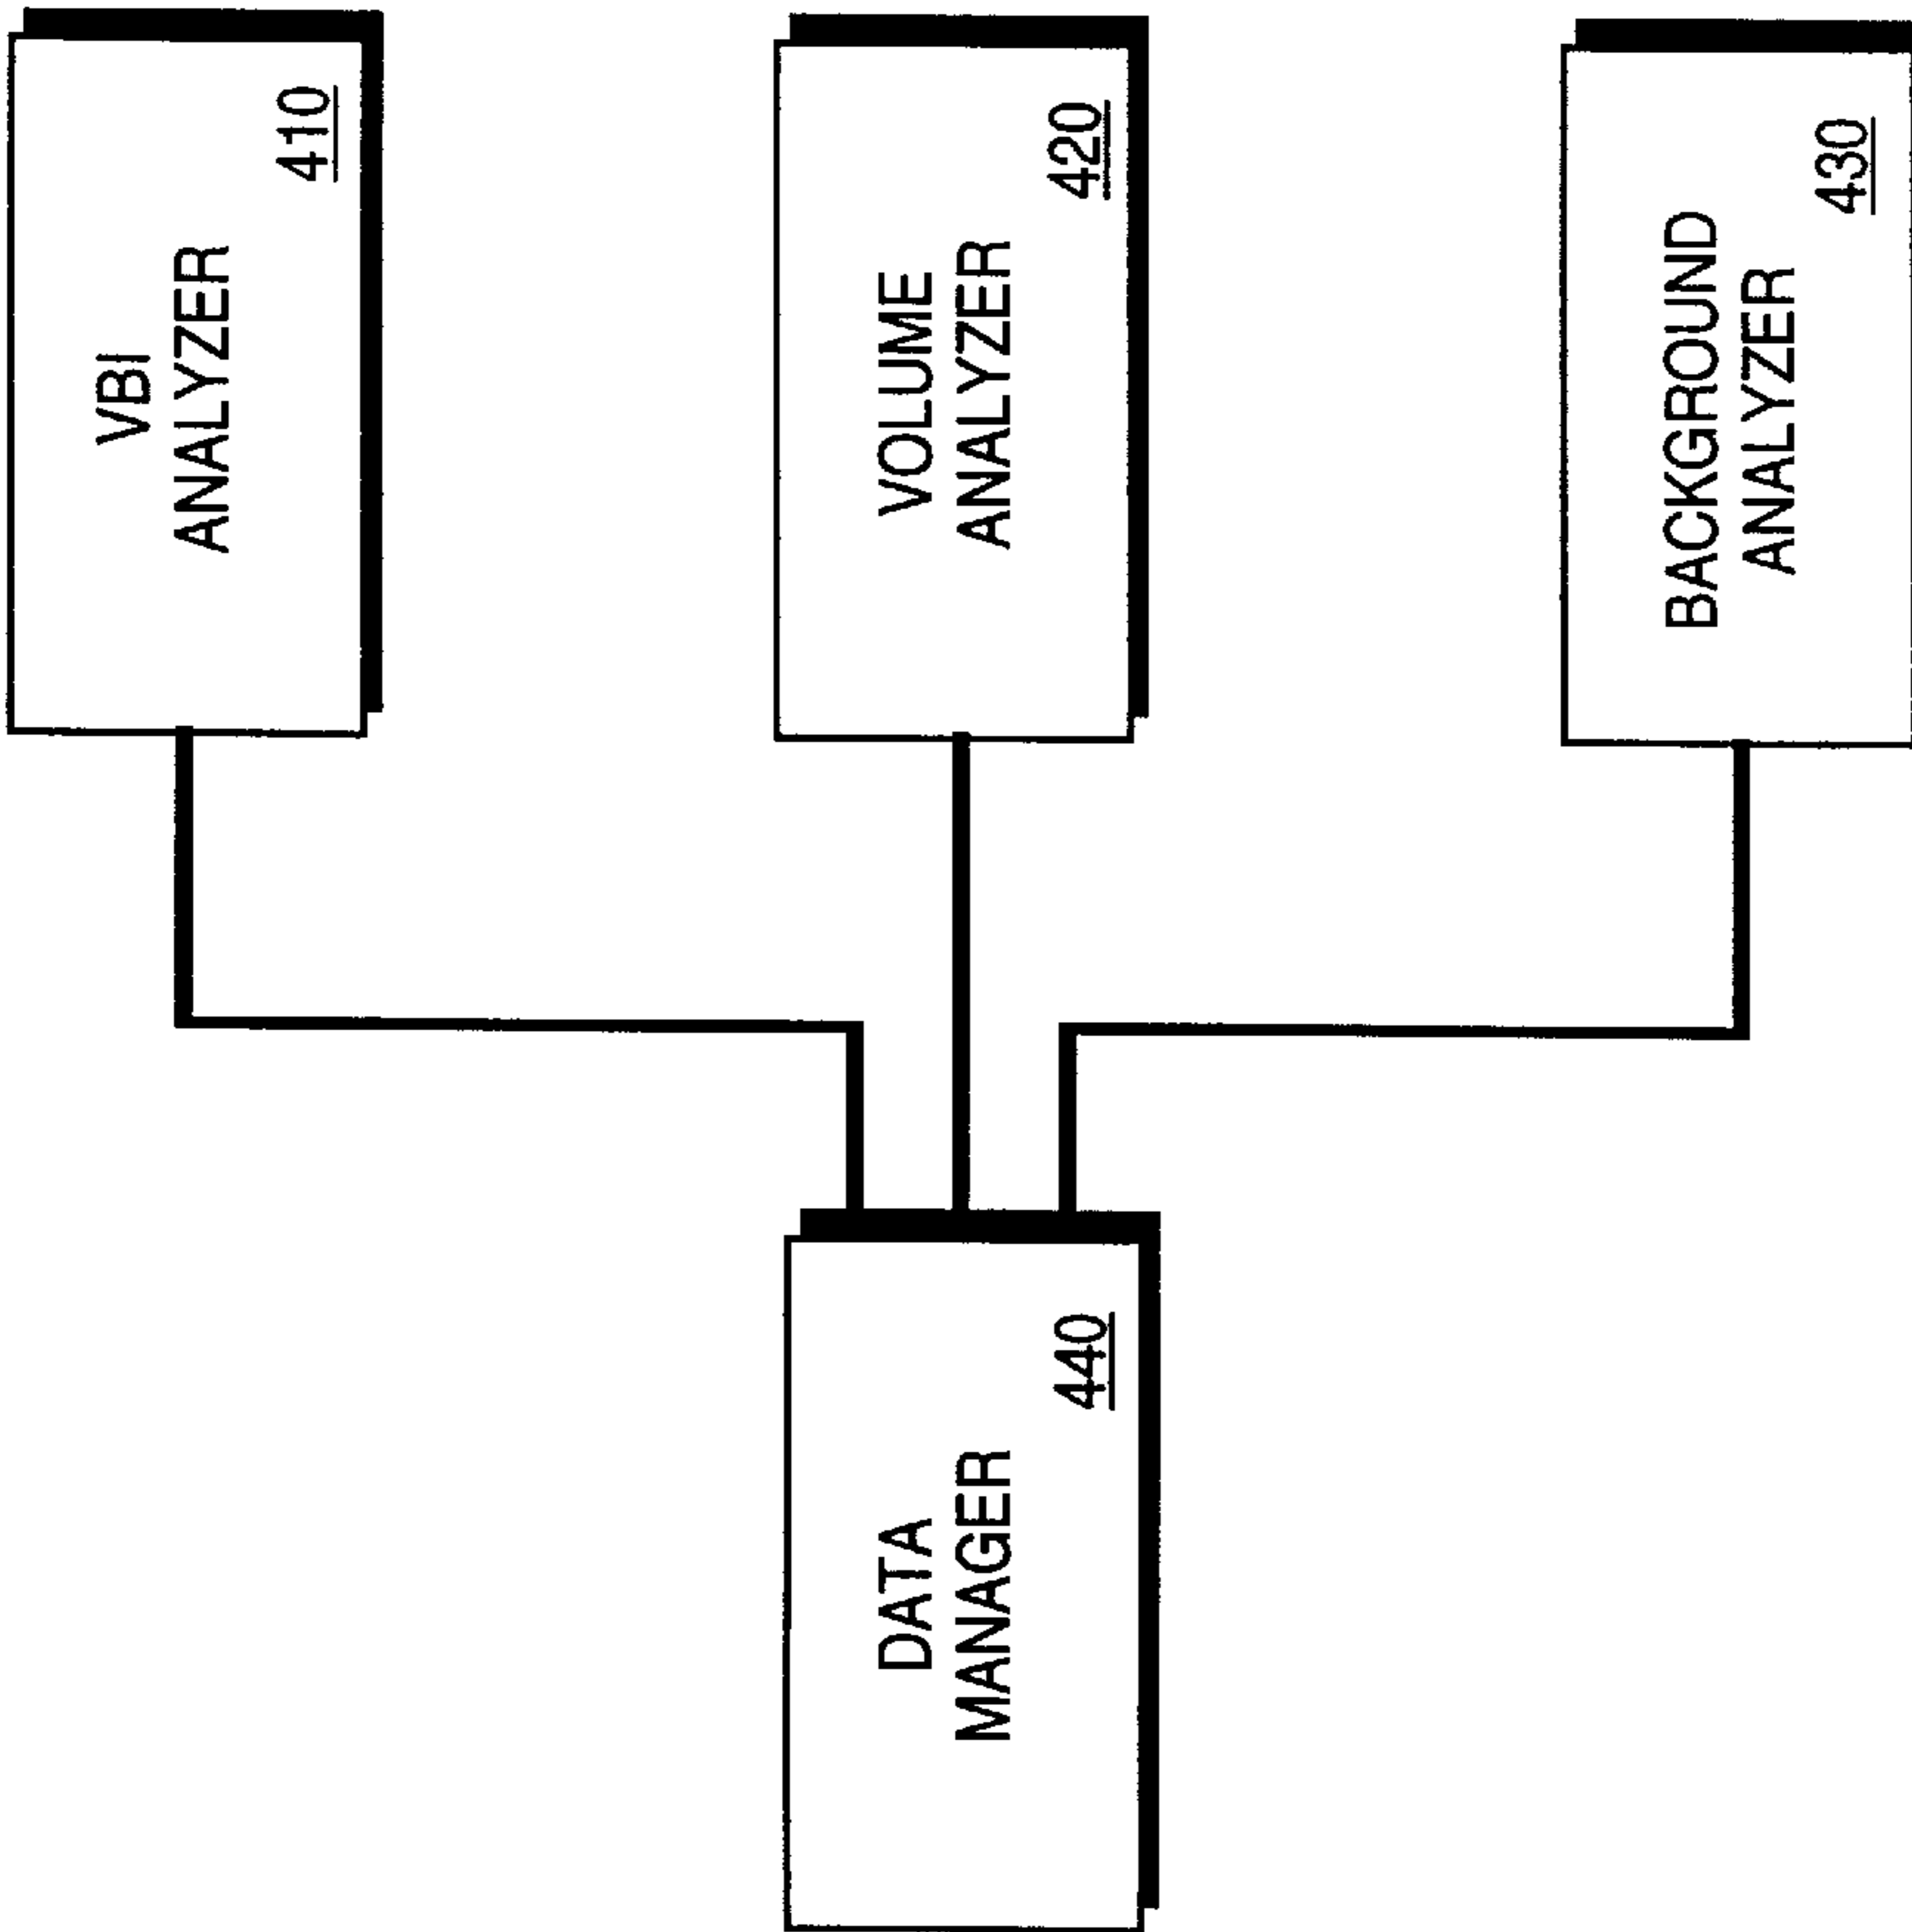 VBI
ANALYZER
410
VOLUME
ANALYZER
420
BACKGROUND
ANALYZER
430
DATA
MANAGER
440